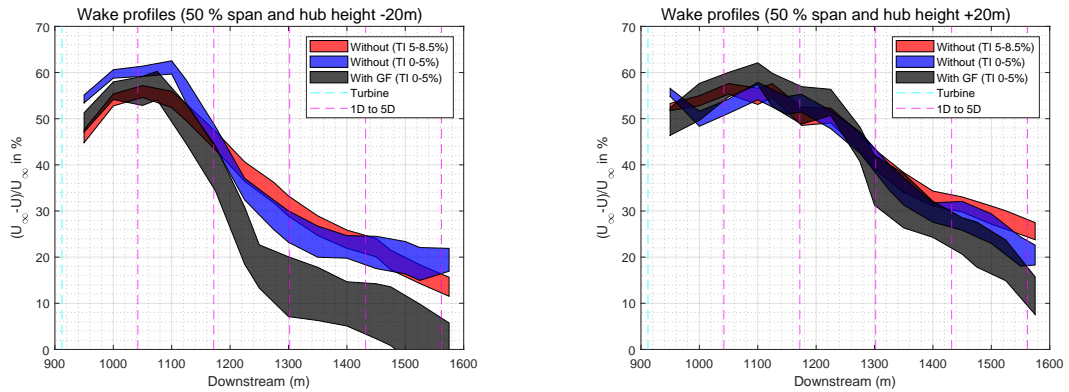 Wake profiles (50 % span and hub height -20m)
70
60
50
40
30
20
10
0
(U∞-U)/U∞ in %
Without (TI 5-8.5%)
Without (TI 0-5%)
With GF (TI 0-5%)
Turbine
1D to 5D
900 1000 1100 1200 1300 1400 1500 1600
Downstream (m)
Wake profiles (50 % span and hub height +20m)
70
60
50
40
30
20
10
0
(U∞-U)/U∞ in %
Without (TI 5-8.5%)
Without (TI 0-5%)
With GF (TI 0-5%)
Turbine
1D to 5D
900 1000 1100 1200 1300 1400 1500 1600
Downstream (m)